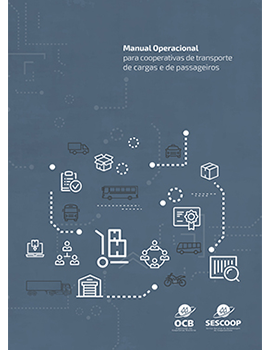 Manual Operacional
para cooperativas de transporte
de cargas e de passageiros
OCB
SESCOOP